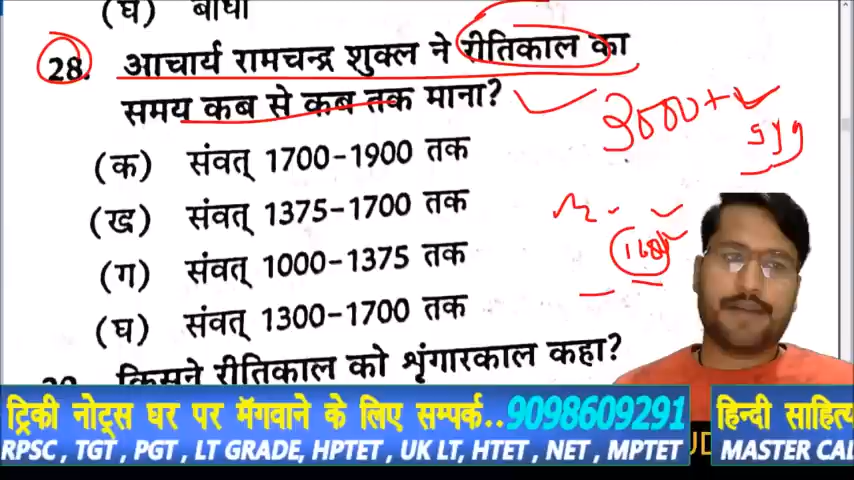 (घ) बाधा
28. आचार्य रामचन्द्र शुक्ल ने रीतिकाल का
समय कब से कब तक माना?
(क) संवत् 1700-1900 तक
(ख) संवत् 1375-1700 तक
(ग) संवत् 1000-1375 तक
(घ) संवत् 1300-1700 तक
किसने रीतिकाल को शृंगारकाल कहा?
ट्रिकी नोट्स घर पर मॅगवाने के लिए सम्पर्क..9098609291
हिन्दी साहित्य
RPSC , TGT , PGT , LT GRADE, HPTET , UK LT, HTET , NET , MPTET
MASTER CAL